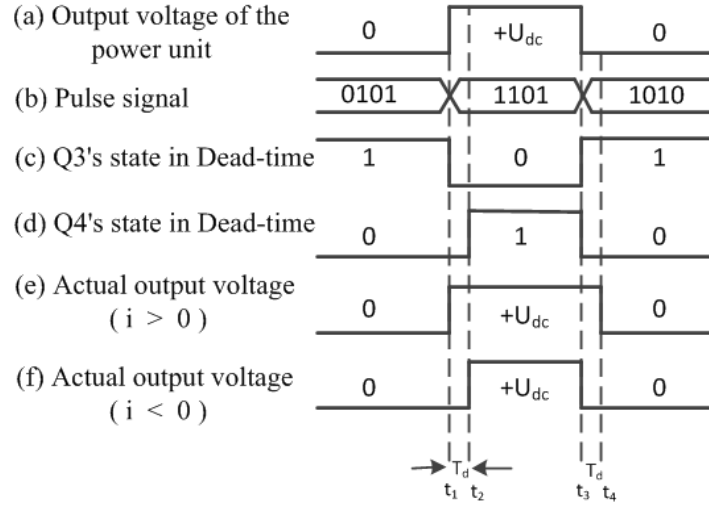 (a) Output voltage of the
power unit
0 +Udc 0
(b) Pulse signal
0101 1101 1010
(c) Q3's state in Dead-time
1 0 1
(d) Q4's state in Dead-time
0 1 0
(e) Actual output voltage
( i > 0 )
0 +Udc 0
(f) Actual output voltage
( i < 0 )
0 +Udc 0
Td Td
t1 t2 t3 t4